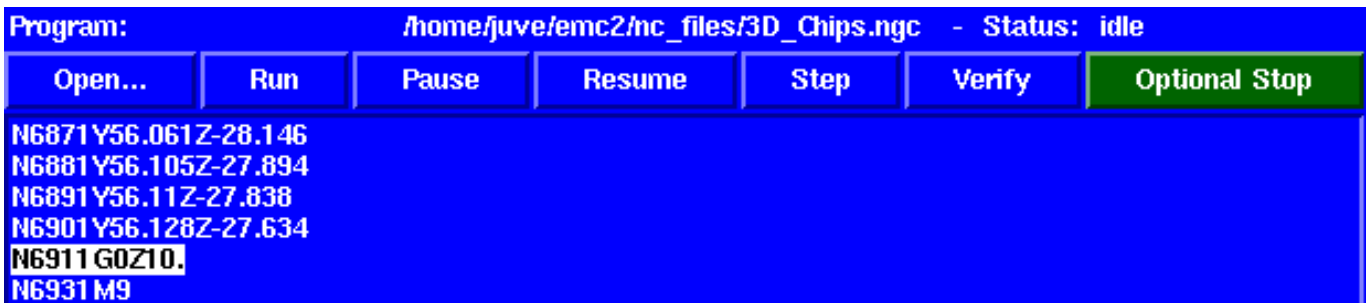 Program: /home/juve/emc2/nc_files/3D_Chips.ngc - Status: idle
Open... Run Pause Resume Step Verify Optional Stop
N6871Y56.061Z-28.146
N6881Y56.105Z-27.894
N6891Y56.11Z-27.838
N6901Y56.128Z-27.634
N6911G0Z10.
N6931M9